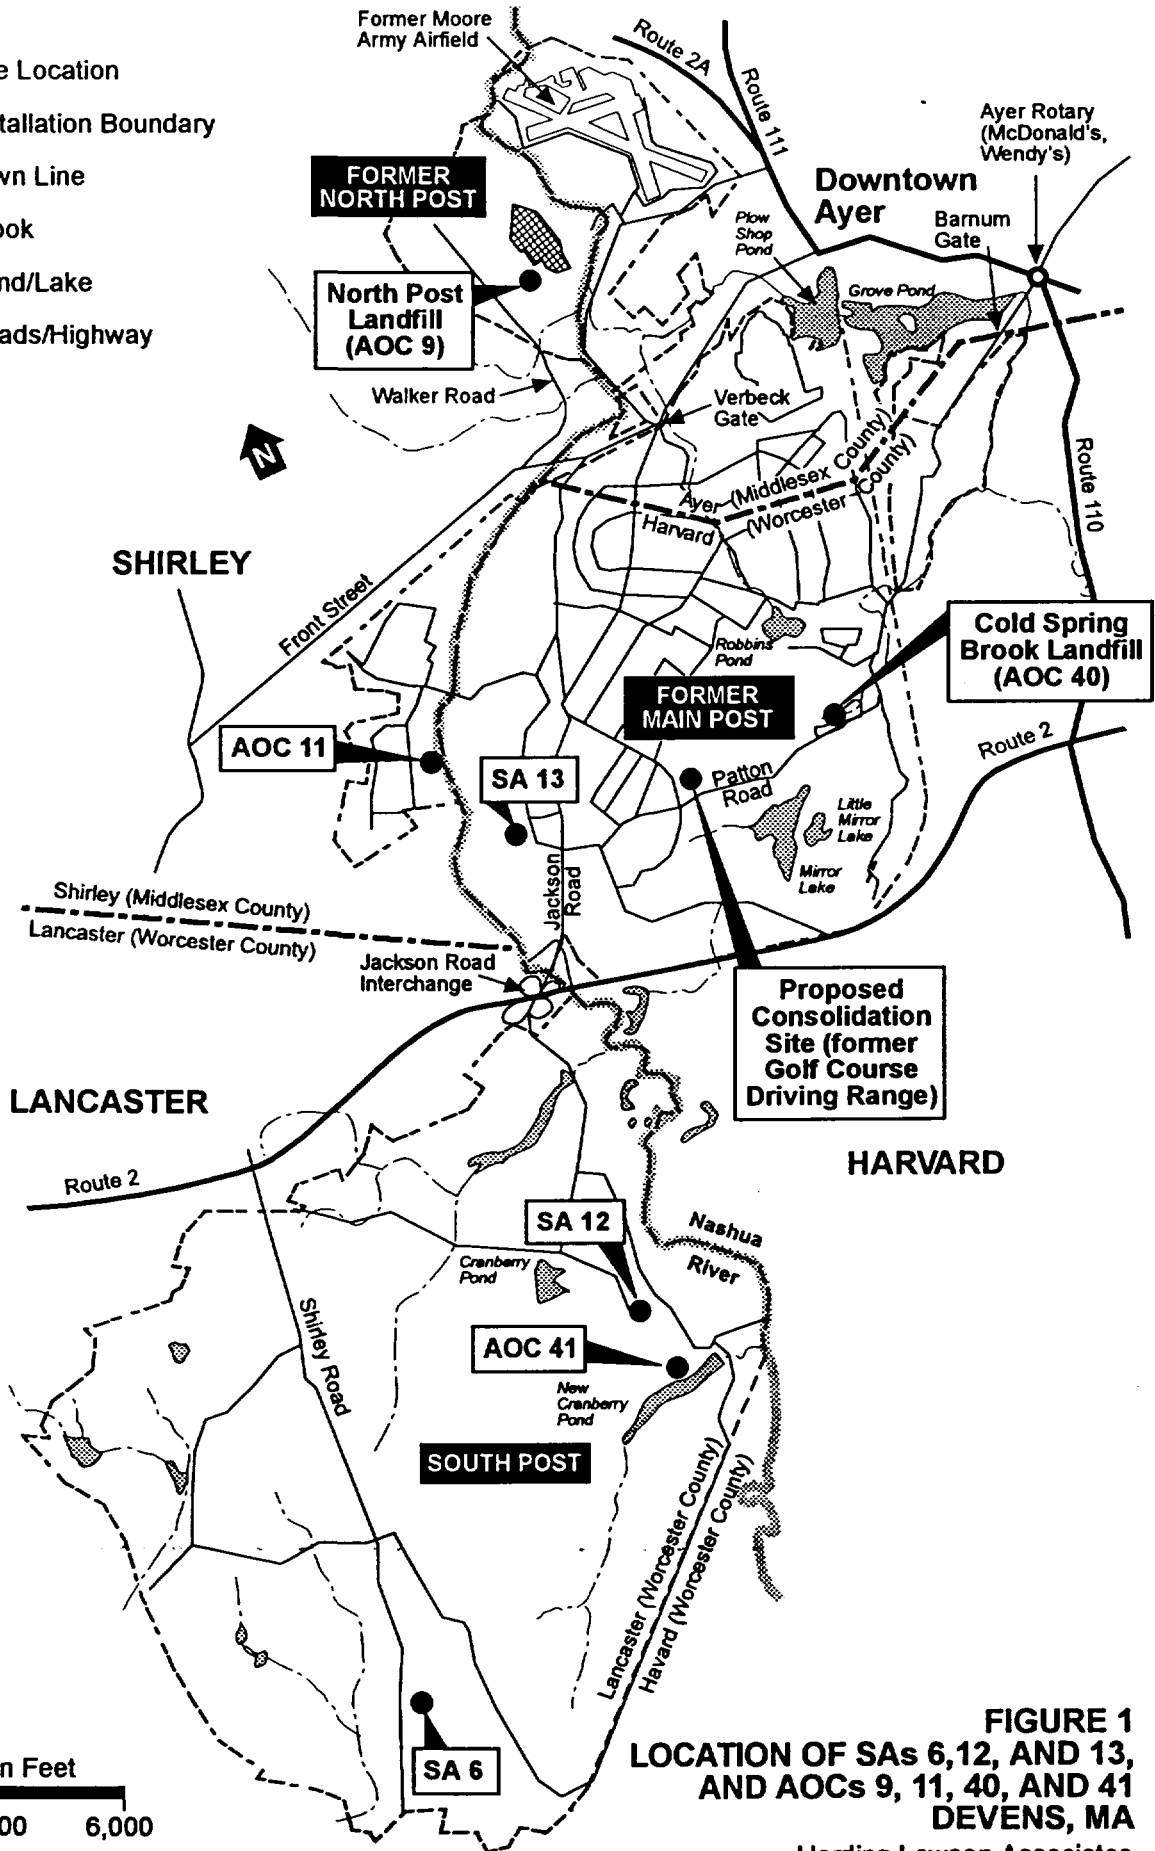 Former Moore
Army Airfield
Route 2A
Route 111
Ayer Rotary
(McDonald's,
Wendy's)
e Location
tallation Boundary
wn Line
ook
nd/Lake
ads/Highway
FORMER
NORTH POST
Downtown
Ayer
Plow
Shop
Pond
Barnum
Gate
Grove Pond
North Post
Landfill
(AOC 9)
Walker Road
Verbeck
Gate
N
Ayer (Middlesex County)
Harvard (Worcester County)
Route 110
SHIRLEY
Front Street
Robbins
Pond
Cold Spring
Brook Landfill
(AOC 40)
FORMER
MAIN POST
AOC 11
SA 13
Patton
Road
Route 2
Little
Mirror
Lake
Mirror
Lake
Jackson
Road
Shirley (Middlesex County)
Lancaster (Worcester County)
Jackson Road
Interchange
Proposed
Consolidation
Site (former
Golf Course
Driving Range)
LANCASTER
HARVARD
Route 2
SA 12
Nashua
River
Cranberry
Pond
Shirley Road
AOC 41
New
Cranberry
Pond
SOUTH POST
Lancaster (Worcester County)
Havard (Worcester County)
SA 6
n Feet
00 6,000
FIGURE 1
LOCATION OF SAs 6,12, AND 13,
AND AOCs 9, 11, 40, AND 41
DEVENS, MA
Harding Lawson Associates